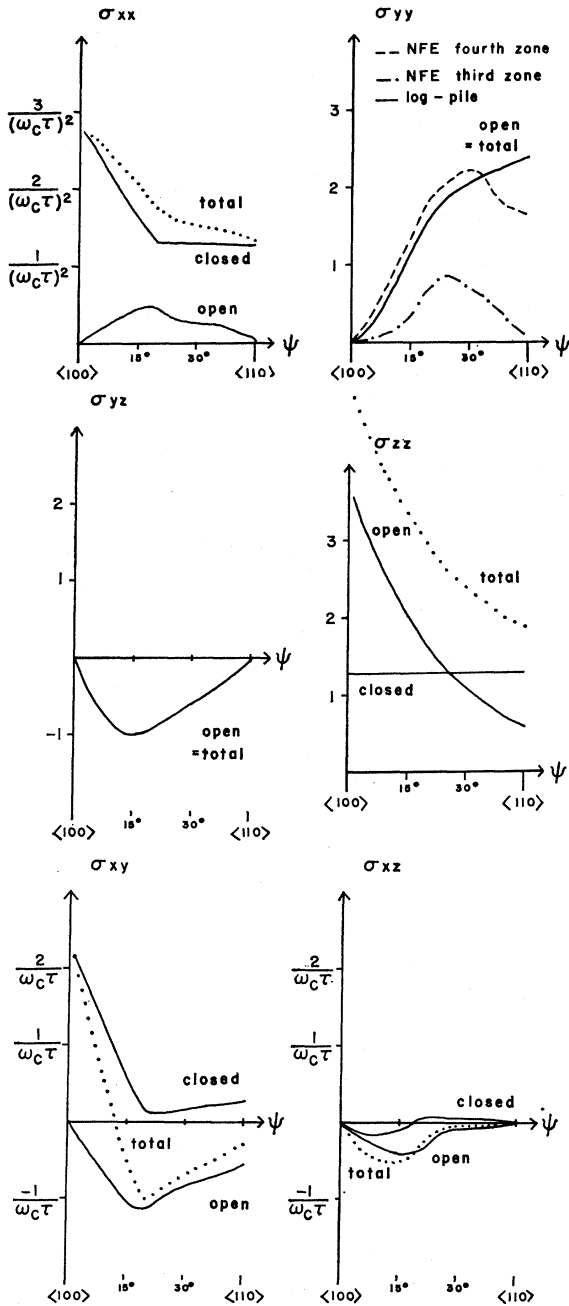 σxx
3/(ωcτ)²
2/(ωcτ)²
1/(ωcτ)²
total
closed
open
ψ
15°
30°
⟨100⟩
⟨110⟩
σyy
NFE fourth zone
NFE third zone
log - pile
3
open
= total
2
1
ψ
15°
30°
⟨100⟩
⟨110⟩
σyz
2
1
ψ
-1
open
=total
⟨100⟩
15°
30°
⟨110⟩
σzz
3
open
total
2
closed
1
ψ
15°
30°
⟨100⟩
⟨110⟩
σxy
2/ωcτ
1/ωcτ
closed
ψ
total
-1/ωcτ
open
15°
30°
⟨100⟩
⟨110⟩
σxz
2/ωcτ
1/ωcτ
closed
ψ
total
open
-1/ωcτ
15°
30°
⟨100⟩
⟨110⟩